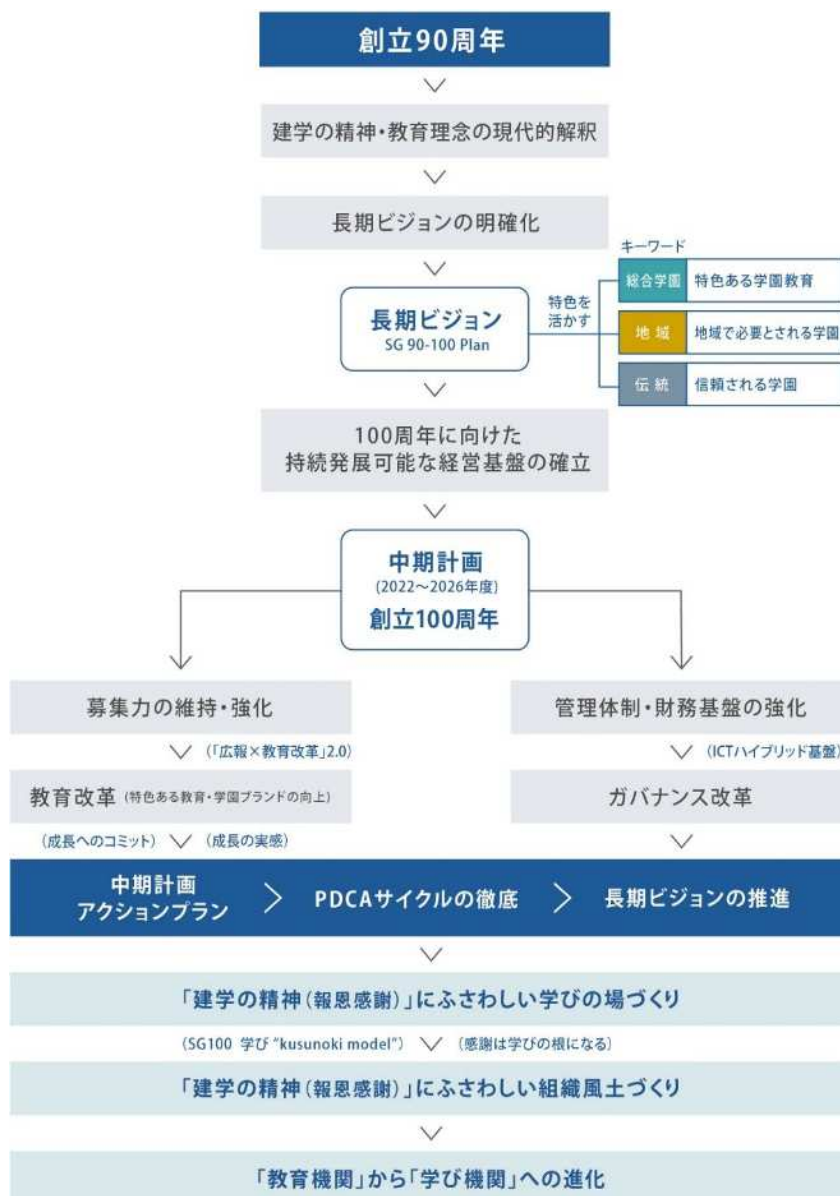 創立90周年
建学の精神・教育理念の現代的解釈
長期ビジョンの明確化
長期ビジョン
SG 90-100 Plan
特色を
活かす
キーワード
総合学園 特色ある学園教育
地域 地域で必要とされる学園
伝統 信頼される学園
100周年に向けた
持続発展可能な経営基盤の確立
中期計画
(2022～2026年度)
創立100周年
募集力の維持・強化
(「広報×教育改革」2.0)
教育改革 (特色ある教育・学園ブランドの向上)
(成長へのコミット) (成長の実感)
管理体制・財務基盤の強化
(ICTハイブリッド基盤)
ガバナンス改革
中期計画
アクションプラン
PDCAサイクルの徹底
長期ビジョンの推進
「建学の精神(報恩感謝)」にふさわしい学びの場づくり
(SG100 学び “kusunoki model”) (感謝は学びの根になる)
「建学の精神(報恩感謝)」にふさわしい組織風土づくり
「教育機関」から「学び機関」への進化